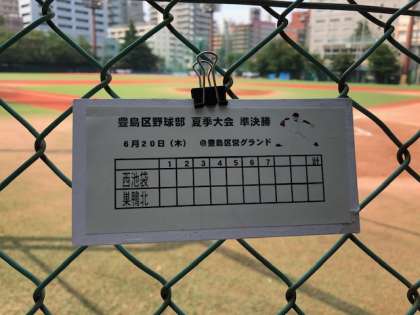 豊島区野球部 夏季大会 準決勝
6月20日(木) @豊島区営グランド
1 2 3 4 5 6 7 計
西池袋
巣鴨北